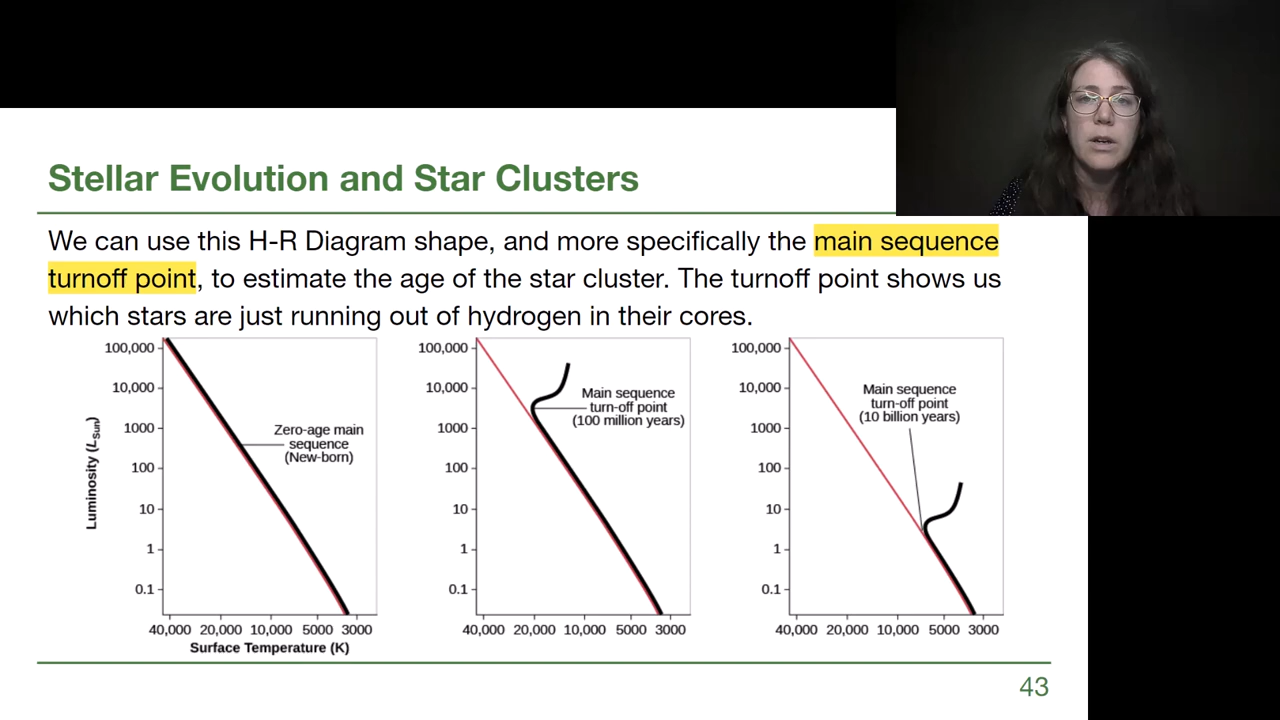 Stellar Evolution and Star Clusters
We can use this H-R Diagram shape, and more specifically the main sequence
turnoff point, to estimate the age of the star cluster. The turnoff point shows us
which stars are just running out of hydrogen in their cores.
Luminosity (LSun)
100,000
10,000
1000
100
10
1
0.1
Zero-age main
sequence
(New-born)
40,000 20,000 10,000 5000 3000
Surface Temperature (K)
100,000
10,000
1000
100
10
1
0.1
Main sequence
turn-off point
(100 million years)
40,000 20,000 10,000 5000 3000
100,000
10,000
1000
100
10
1
0.1
Main sequence
turn-off point
(10 billion years)
40,000 20,000 10,000 5000 3000
43